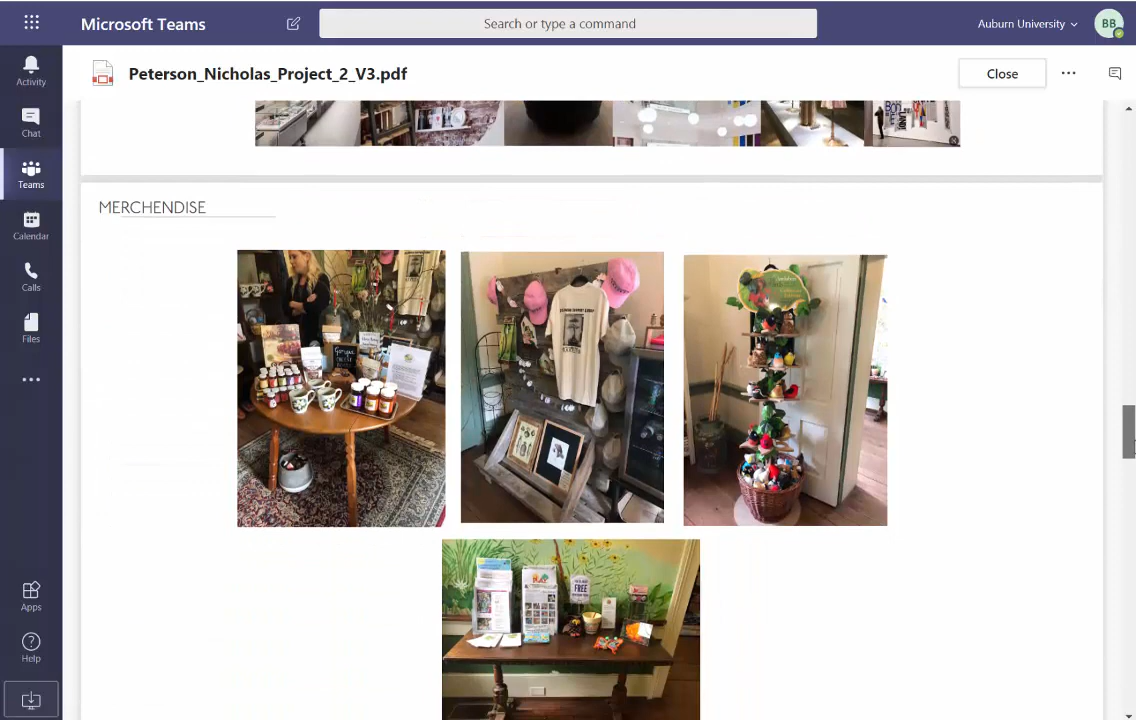 Microsoft Teams
Search or type a command
Auburn University
BB
Activity
Chat
Teams
Calendar
Calls
Files
Apps
Help
Peterson_Nicholas_Project_2_V3.pdf
Close
MERCHENDISE
FREE